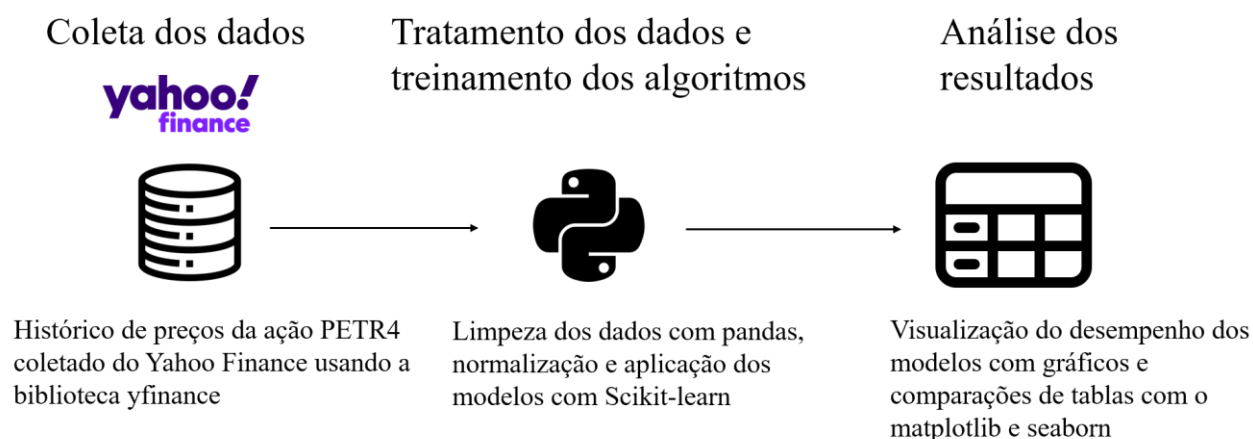 Coleta dos dados
yahoo!
finance
Histórico de preços da ação PETR4
coletado do Yahoo Finance usando a
biblioteca yfinance
Tratamento dos dados e
treinamento dos algoritmos
Limpeza dos dados com pandas,
normalização e aplicação dos
modelos com Scikit-learn
Análise dos
resultados
Visualização do desempenho dos
modelos com gráficos e
comparações de tablas com o
matplotlib e seaborn